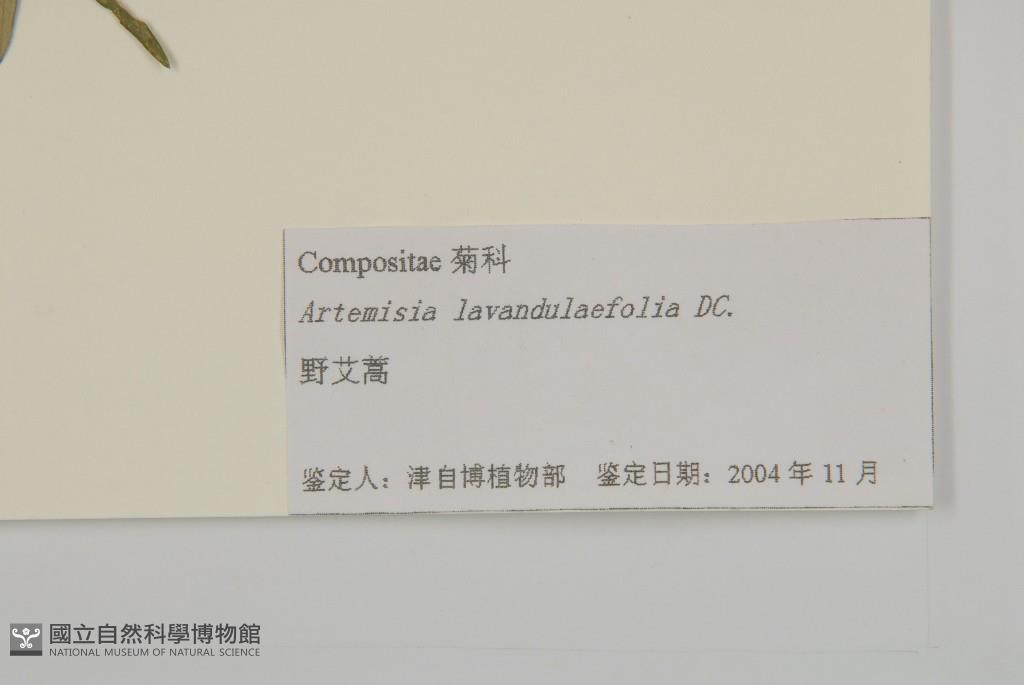 Compositae 菊科
Artemisia lavandulaefolia DC.
野艾蒿
鉴定人：津自博植物部 鉴定日期：2004 年 11 月
國立自然科學博物館
NATIONAL MUSEUM OF NATURAL SCIENCE